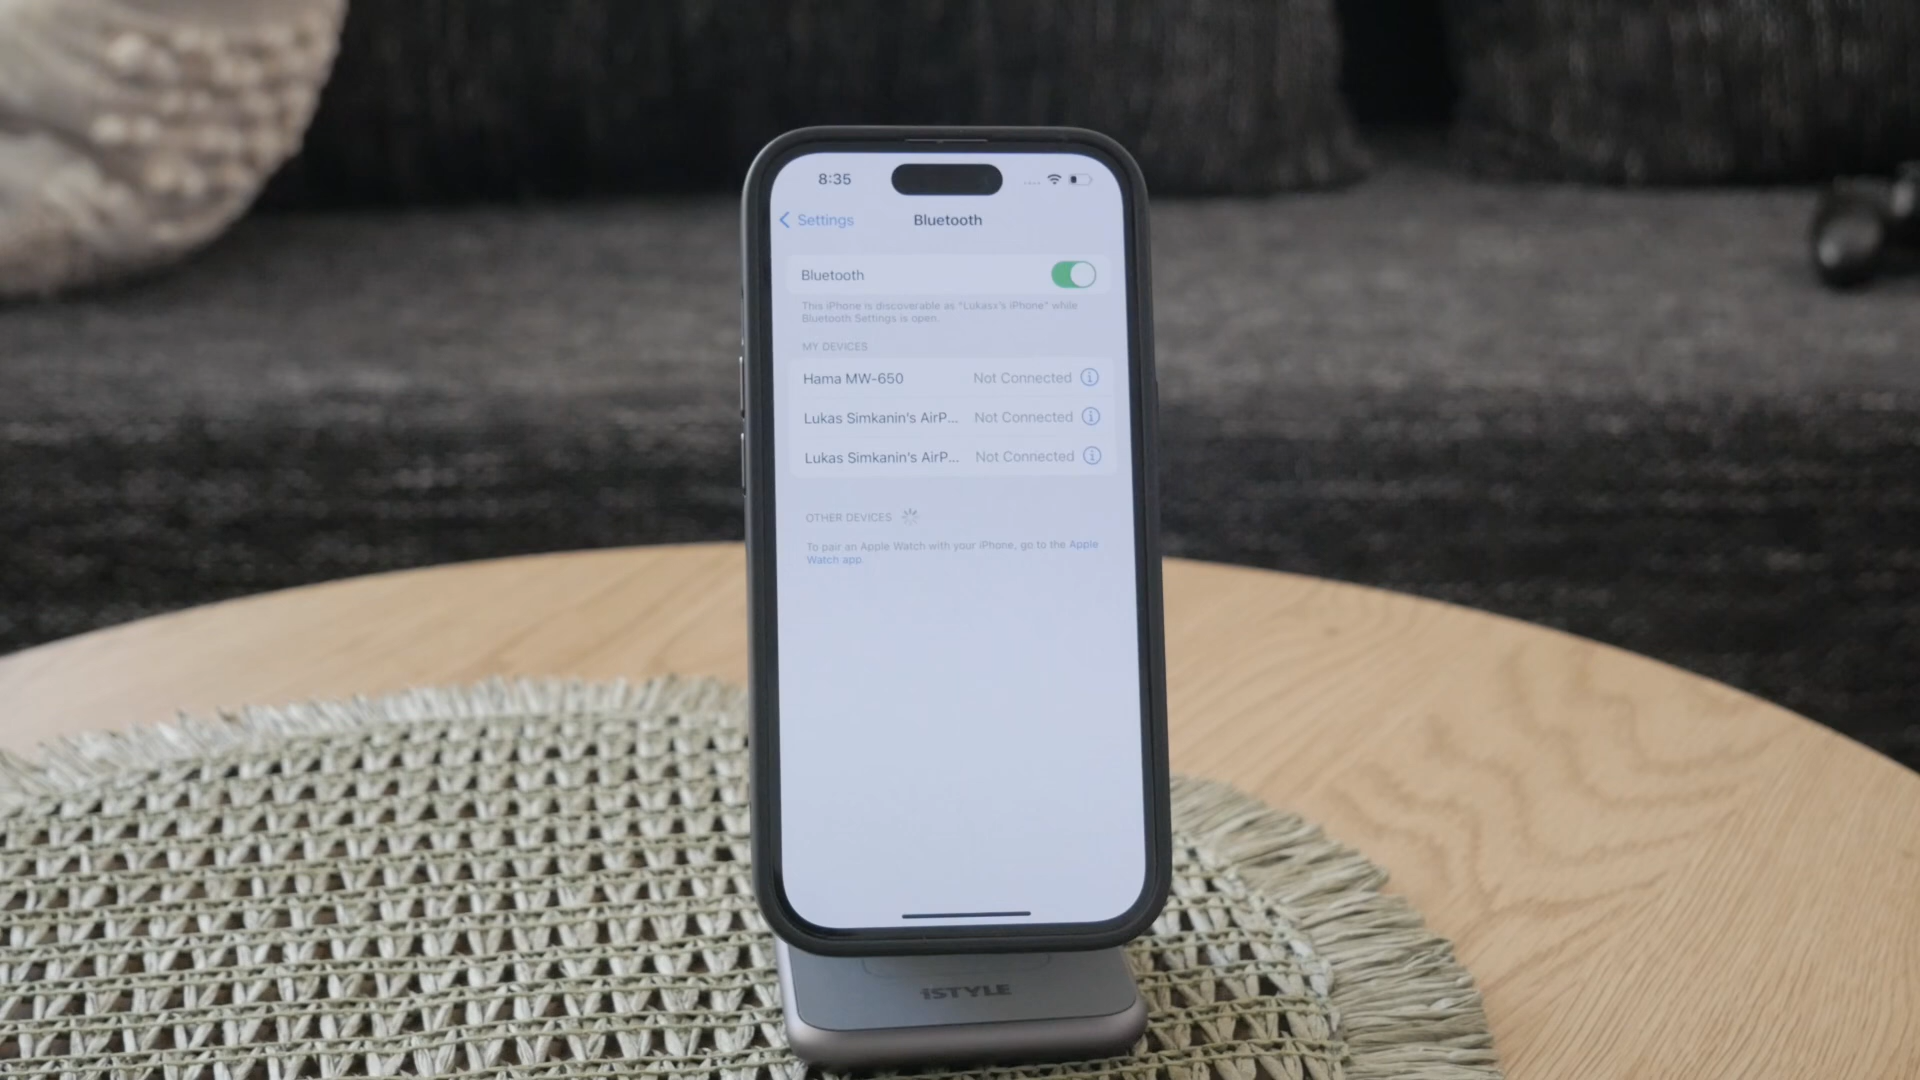 8:35
Settings
Bluetooth
Bluetooth
This iPhone is discoverable as "Lukasx's iPhone" while
Bluetooth Settings is open.
MY DEVICES
Hama MW-650 Not Connected
Lukas Simkanin's AirP... Not Connected
Lukas Simkanin's AirP... Not Connected
OTHER DEVICES
To pair an Apple Watch with your iPhone, go to the Apple
Watch app.
iSTYLE